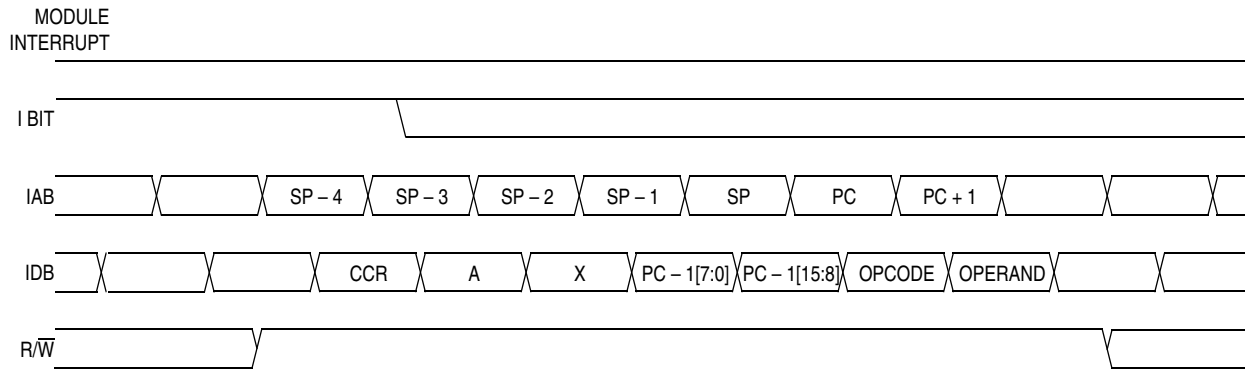 MODULE
INTERRUPT
I BIT
IAB SP – 4 SP – 3 SP – 2 SP – 1 SP PC PC + 1
IDB CCR A X PC – 1[7:0] PC – 1[15:8] OPCODE OPERAND
R/W̅